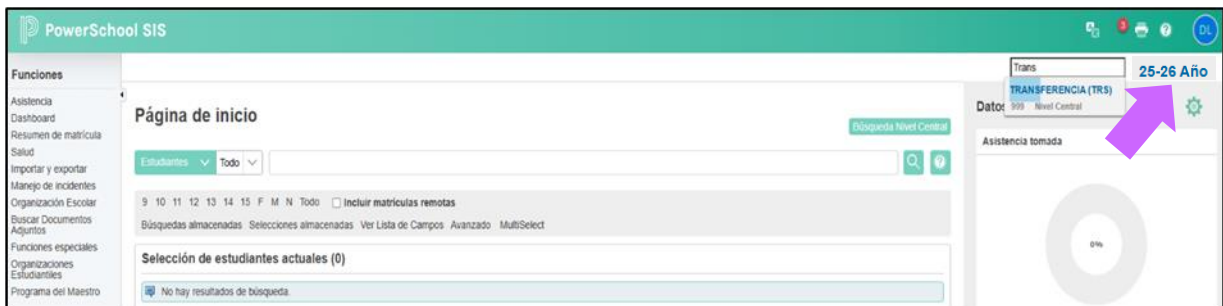 PowerSchool SIS
3
DL
Funciones
Asistencia
Dashboard
Resumen de matrícula
Salud
Importar y exportar
Manejo de incidentes
Organización Escolar
Buscar Documentos
Adjuntos
Funciones especiales
Organizaciones
Estudiantiles
Programa del Maestro
Página de inicio
Búsqueda Nivel Central
Estudiantes Todo
9 10 11 12 13 14 15 F M N Todo Incluir matrículas remotas
Búsquedas almacenadas Selecciones almacenadas Ver Lista de Campos Avanzado MultiSelect
Selección de estudiantes actuales (0)
No hay resultados de búsqueda.
Trans
25-26 Año
TRANSFERENCIA (TRS)
999 Nivel Central
Asistencia tomada
0%